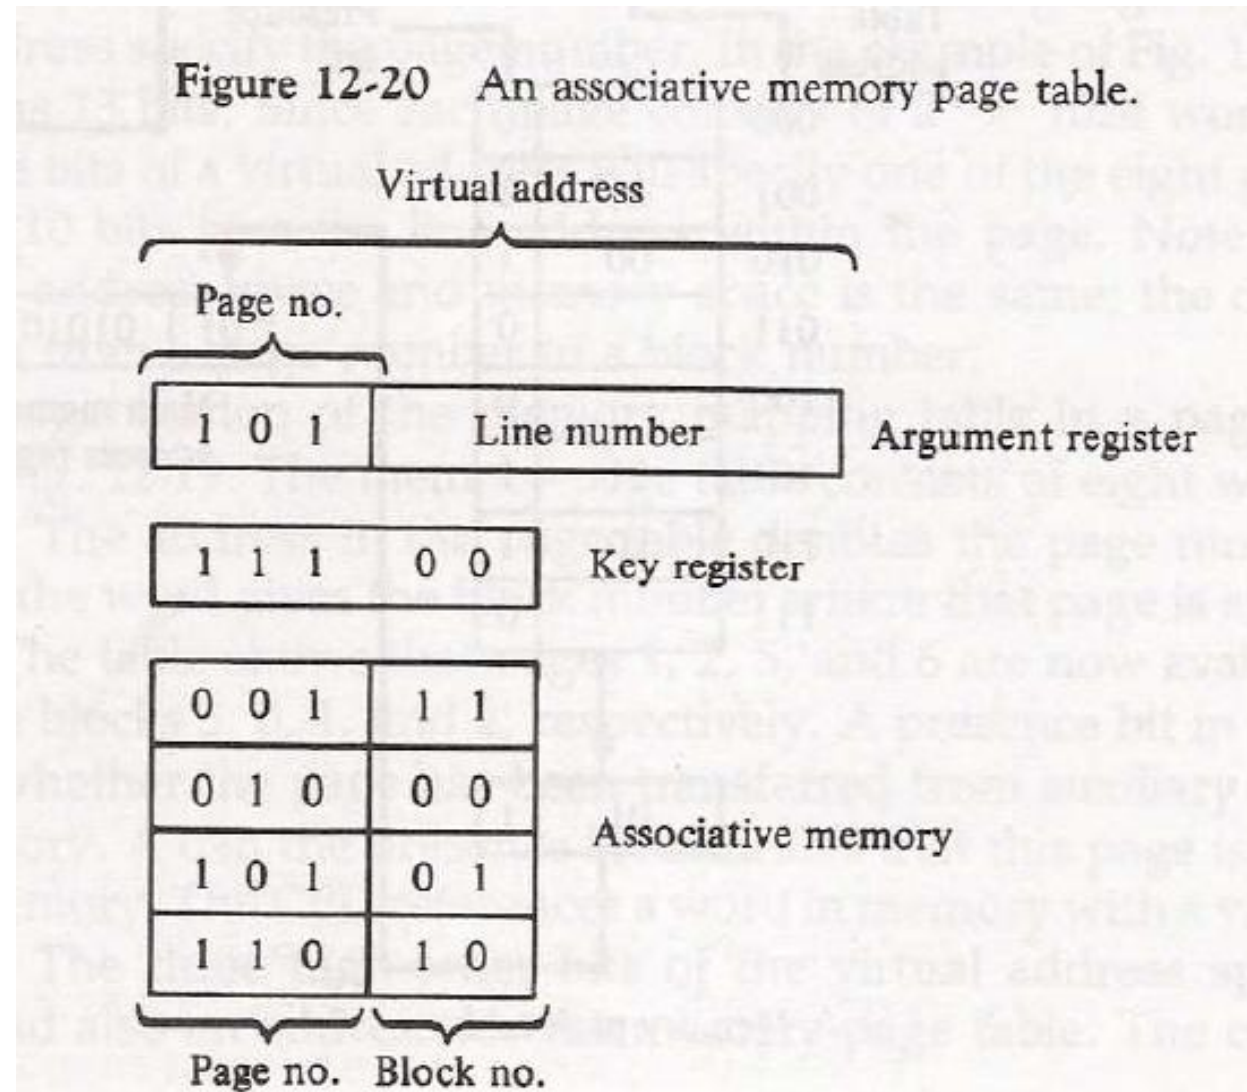 Figure 12-20 An associative memory page table.
Virtual address
Page no.
1 0 1 Line number Argument register
1 1 1 0 0 Key register
0 0 1 1 1
0 1 0 0 0
Associative memory
1 0 1 0 1
1 1 0 1 0
Page no. Block no.